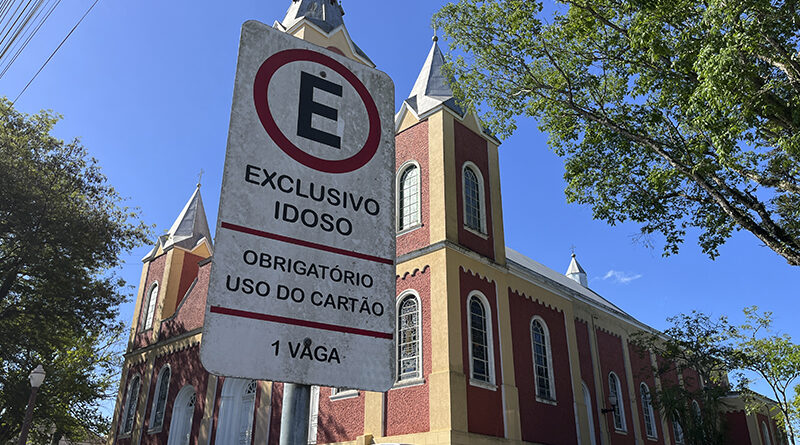 E
EXCLUSIVO
IDOSO
OBRIGATÓRIO
USO DO CARTÃO
1 VAGA